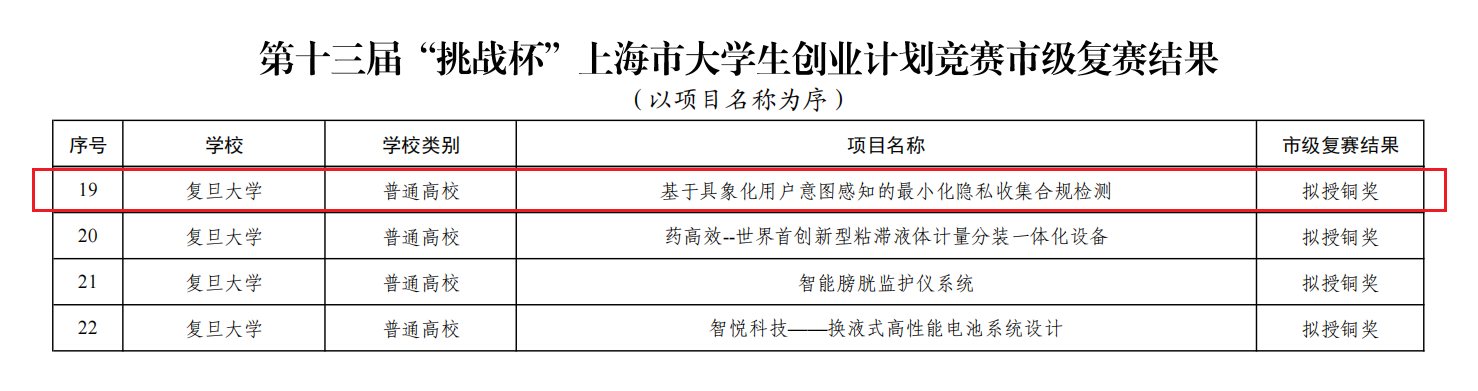 第十三届“挑战杯”上海市大学生创业计划竞赛市级复赛结果
（以项目名称为序）
序号 学校 学校类别 项目名称 市级复赛结果
19 复旦大学 普通高校 基于具象化用户意图感知的最小化隐私收集合规检测 拟授铜奖
20 复旦大学 普通高校 药高效--世界首创新型粘滞液体计量分装一体化设备 拟授铜奖
21 复旦大学 普通高校 智能膀胱监护仪系统 拟授铜奖
22 复旦大学 普通高校 智悦科技——换液式高性能电池系统设计 拟授铜奖